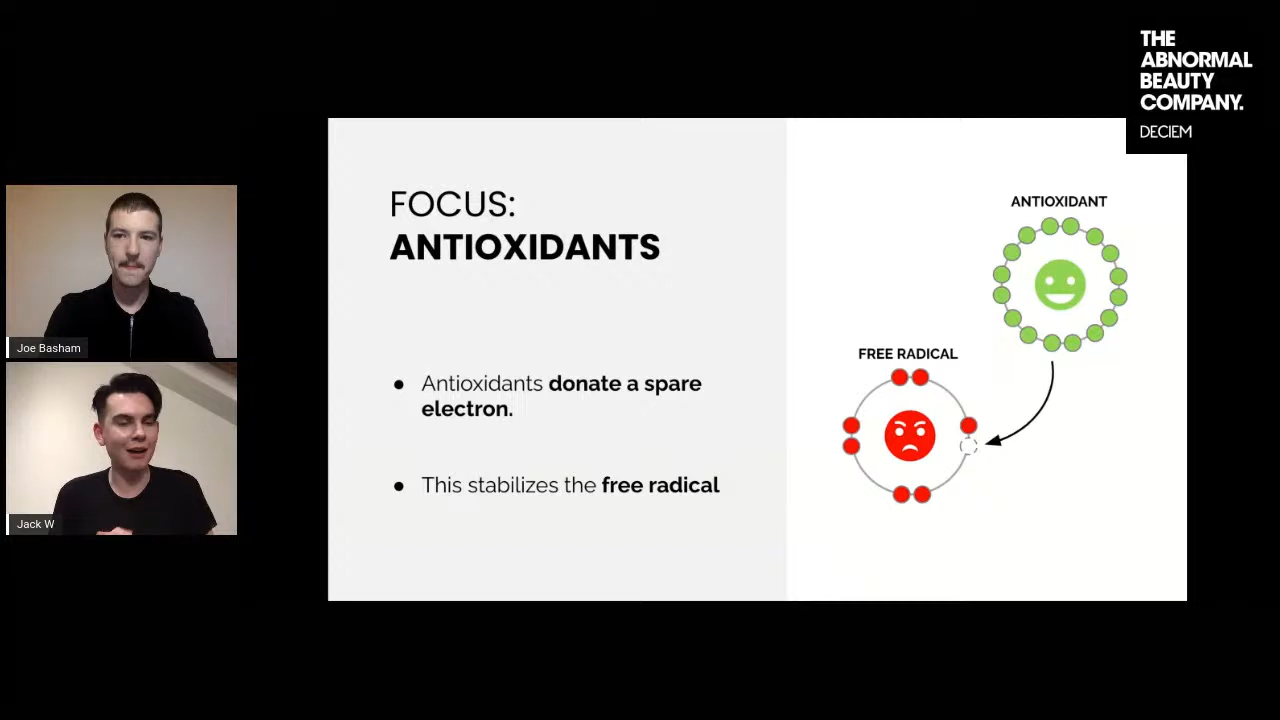 THE
ABNORMAL
BEAUTY
COMPANY.
DECIEM
FOCUS:
ANTIOXIDANTS
● Antioxidants donate a spare
electron.
● This stabilizes the free radical
ANTIOXIDANT
FREE RADICAL
Joe Basham
Jack W